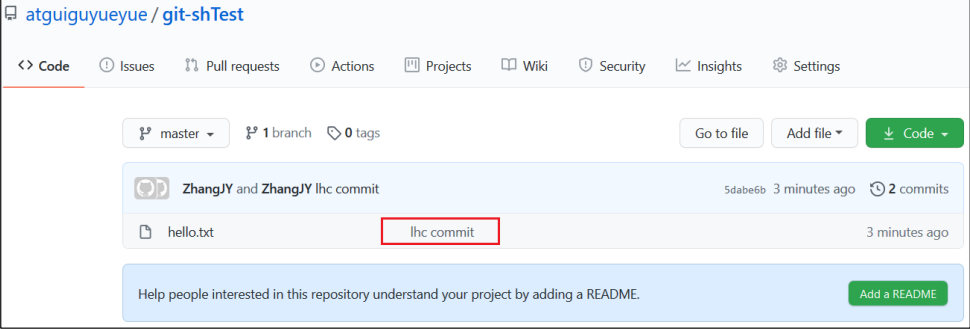 atguiguyueyue / git-shTest
Code Issues Pull requests Actions Projects Wiki Security Insights Settings
master 1 branch 0 tags Go to file Add file Code
ZhangJY and ZhangJY lhc commit 5dabe6b 3 minutes ago 2 commits
hello.txt lhc commit 3 minutes ago
Help people interested in this repository understand your project by adding a README. Add a README